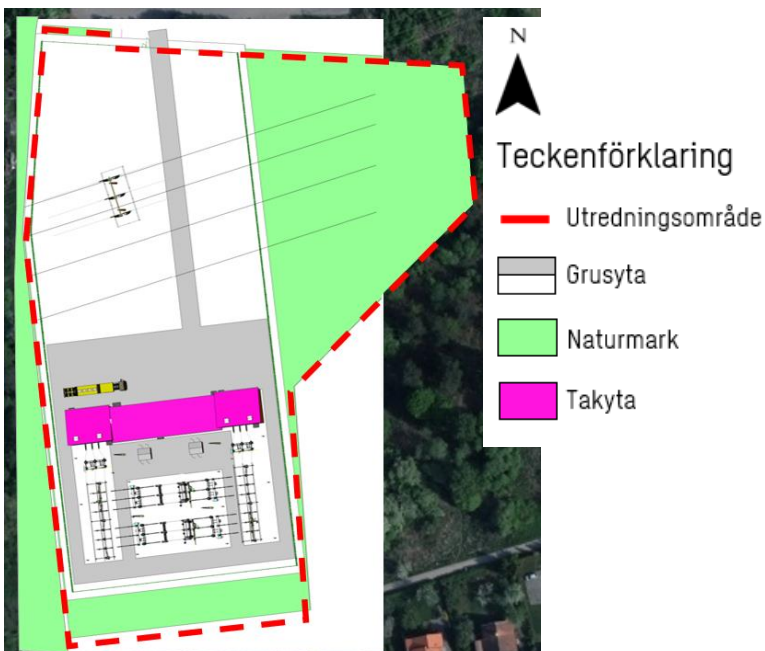 N
Teckenförklaring
Utredningsområde
Grusyta
Naturmark
Takyta